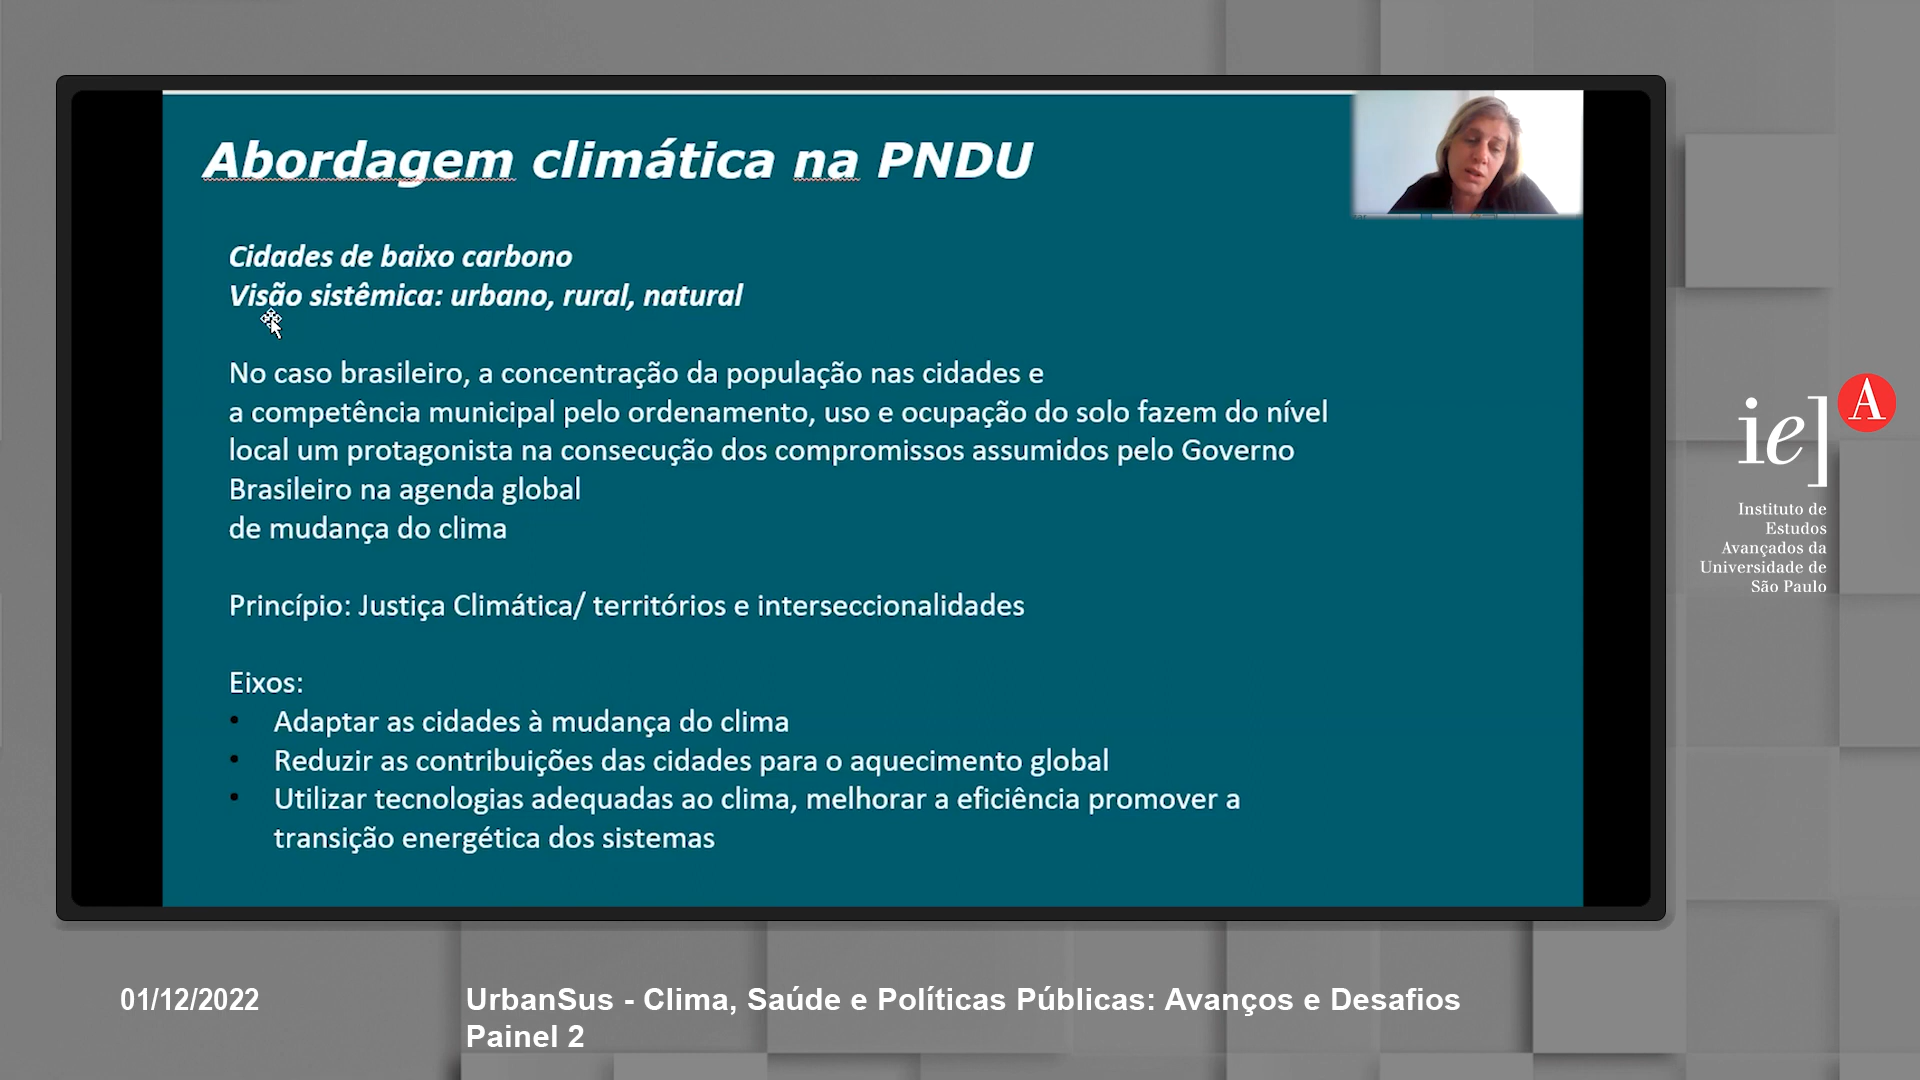 Abordagem climática na PNDU
Cidades de baixo carbono
Visão sistêmica: urbano, rural, natural
No caso brasileiro, a concentração da população nas cidades e
a competência municipal pelo ordenamento, uso e ocupação do solo fazem do nível
local um protagonista na consecução dos compromissos assumidos pelo Governo
Brasileiro na agenda global
de mudança do clima
Princípio: Justiça Climática/ territórios e interseccionalidades
Eixos:
• Adaptar as cidades à mudança do clima
• Reduzir as contribuições das cidades para o aquecimento global
• Utilizar tecnologias adequadas ao clima, melhorar a eficiência promover a
transição energética dos sistemas
ie] A
Instituto de
Estudos
Avançados da
Universidade de
São Paulo
01/12/2022
UrbanSus - Clima, Saúde e Políticas Públicas: Avanços e Desafios
Painel 2